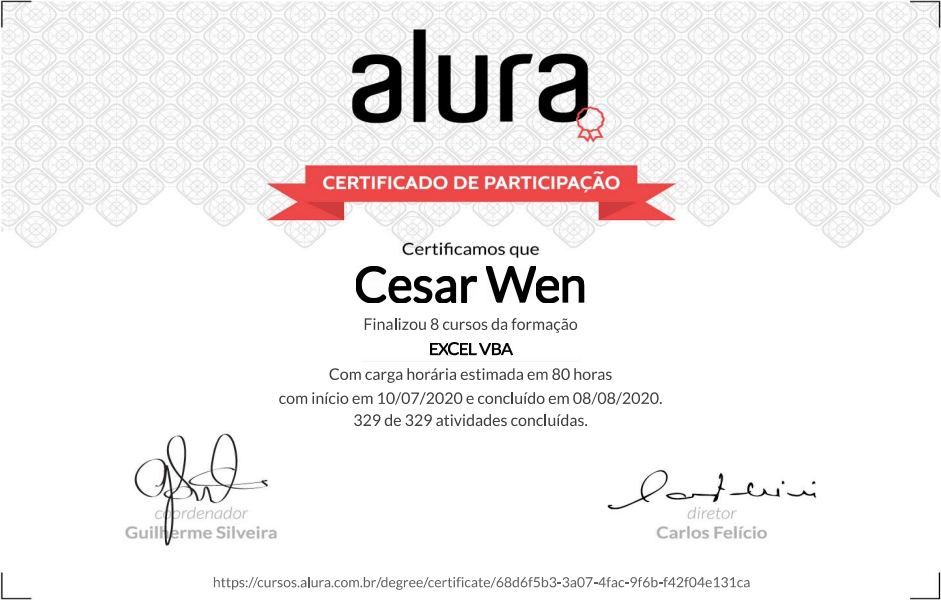 alura
CERTIFICADO DE PARTICIPAÇÃO
Certificamos que
Cesar Wen
Finalizou 8 cursos da formação
EXCEL VBA
Com carga horária estimada em 80 horas
com início em 10/07/2020 e concluído em 08/08/2020.
329 de 329 atividades concluídas.
coordenador
Guilherme Silveira
diretor
Carlos Felício
https://cursos.alura.com.br/degree/certificate/68d6f5b3-3a07-4fac-9f6b-f42f04e131ca